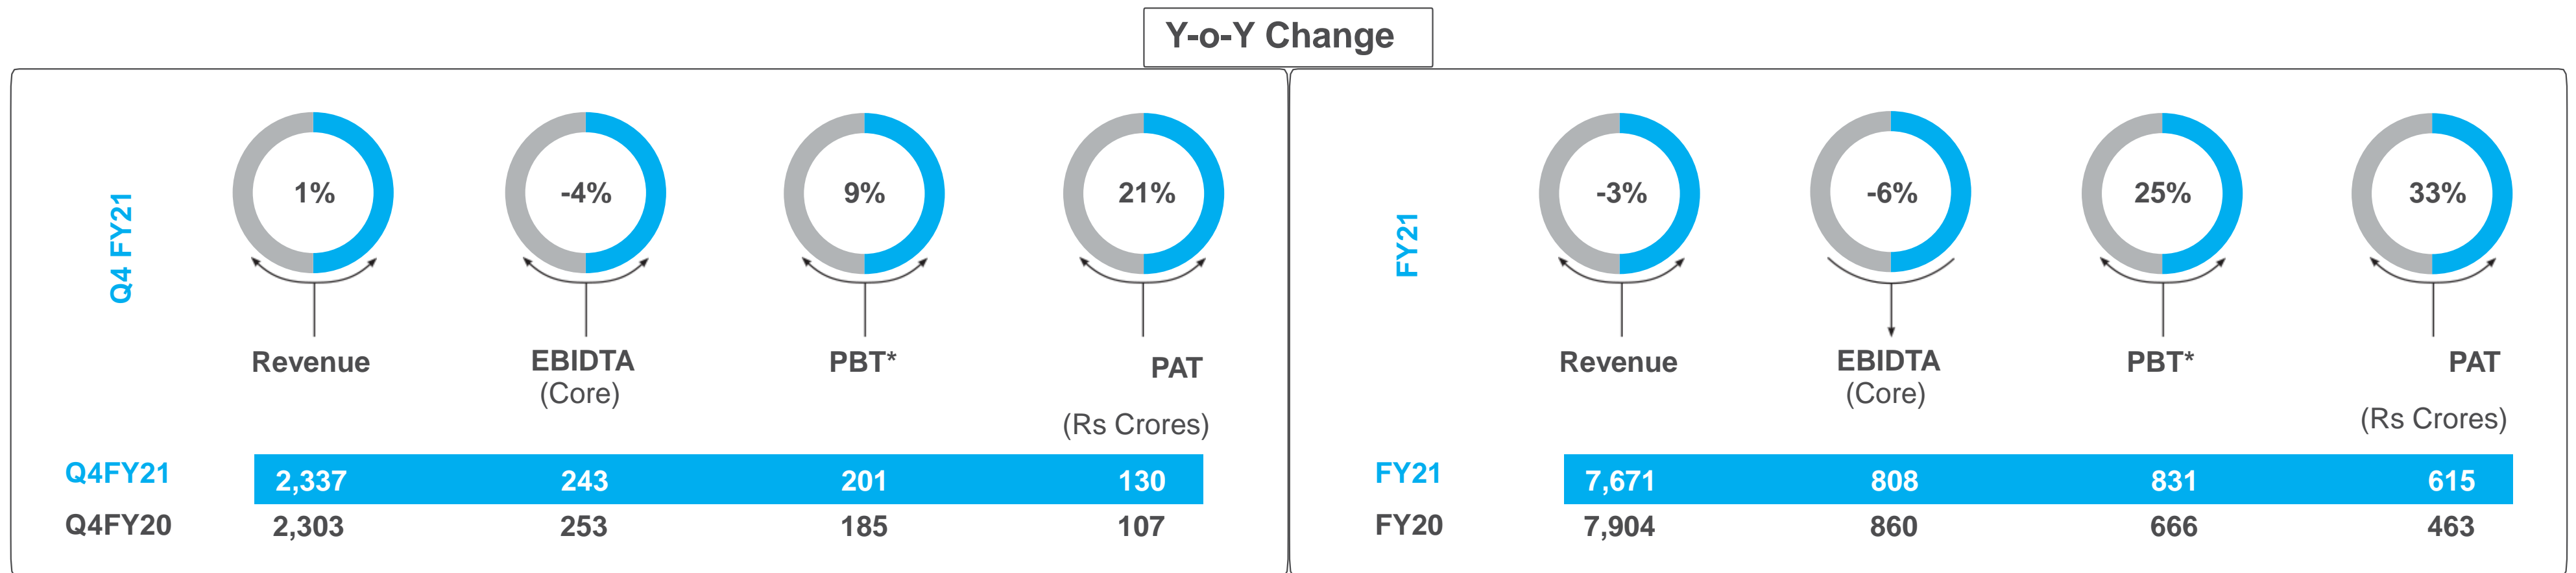 Y-o-Y Change
Q4 FY21
1% -4% 9% 21%
Revenue EBIDTA PBT* PAT
(Core)
(Rs Crores)
Q4FY21 2,337 243 201 130
Q4FY20 2,303 253 185 107
FY21
-3% -6% 25% 33%
Revenue EBIDTA PBT* PAT
(Core)
(Rs Crores)
FY21 7,671 808 831 615
FY20 7,904 860 666 463